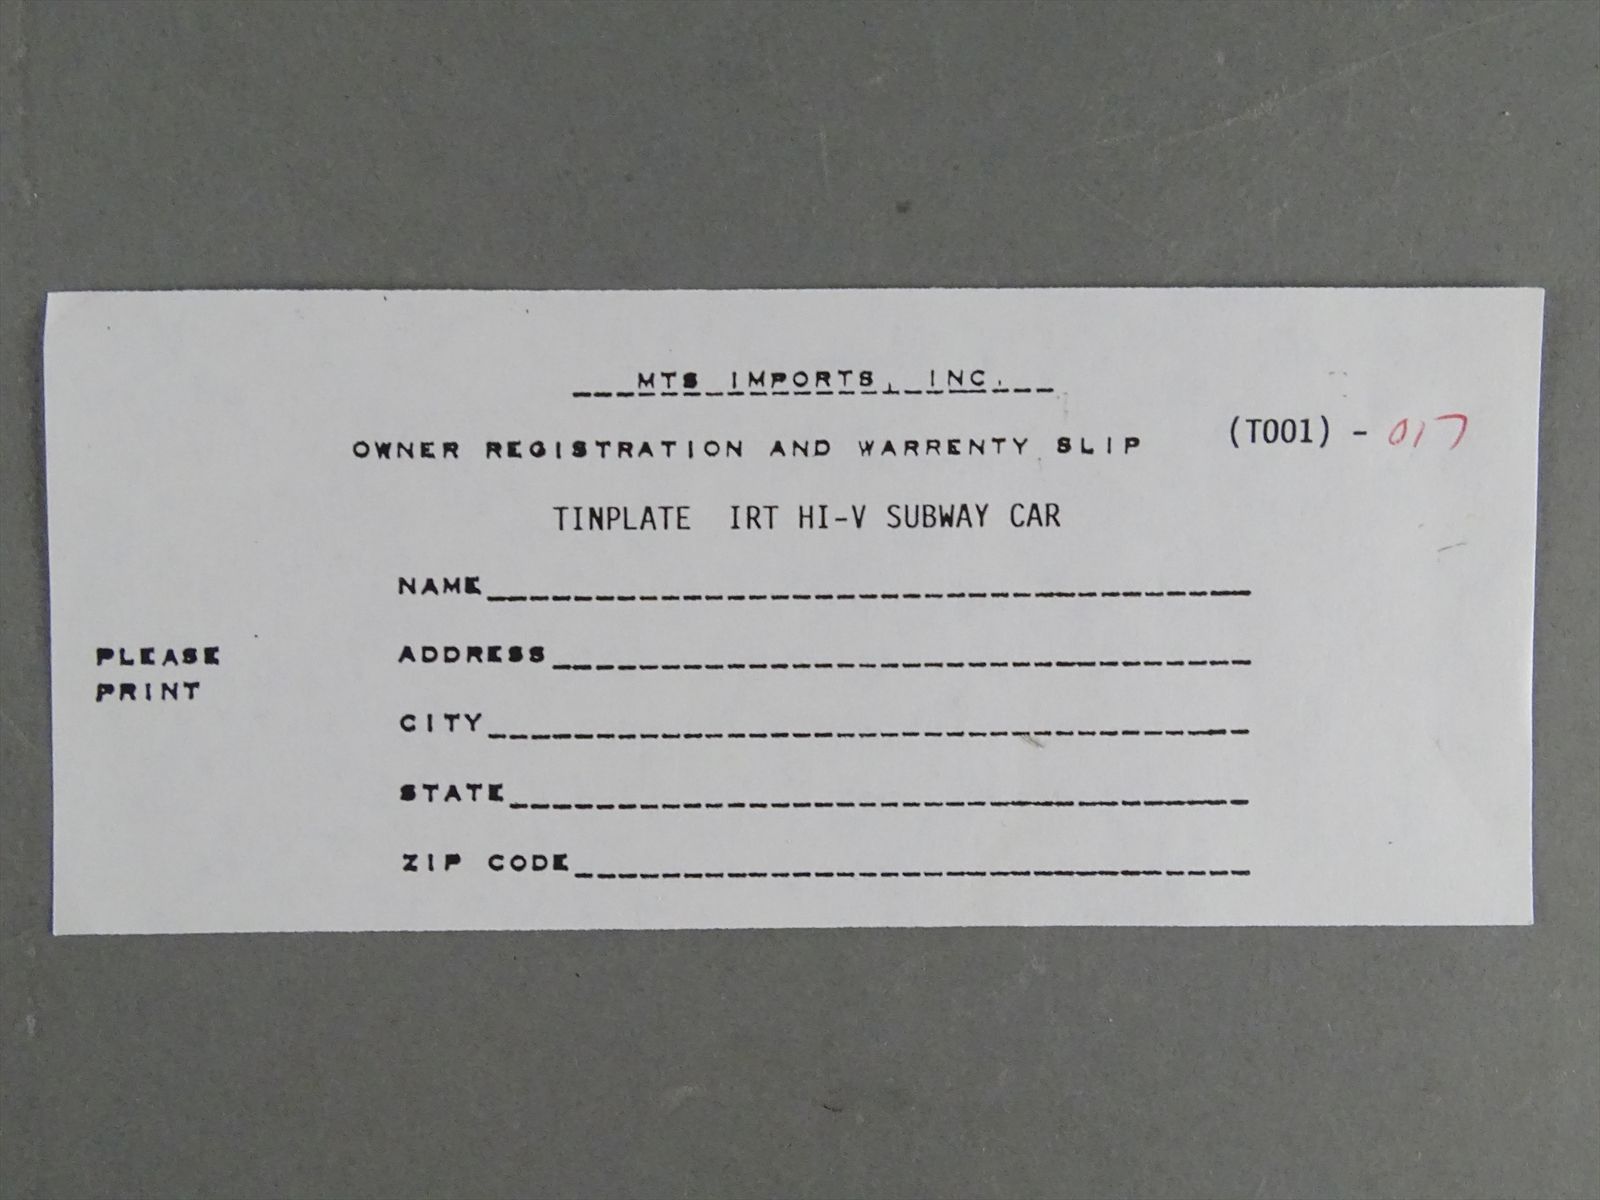 MTS IMPORTS, INC.
OWNER REGISTRATION AND WARRENTY SLIP (T001) - 017
TINPLATE IRT HI-V SUBWAY CAR
NAME
PLEASE PRINT
ADDRESS
CITY
STATE
ZIP CODE